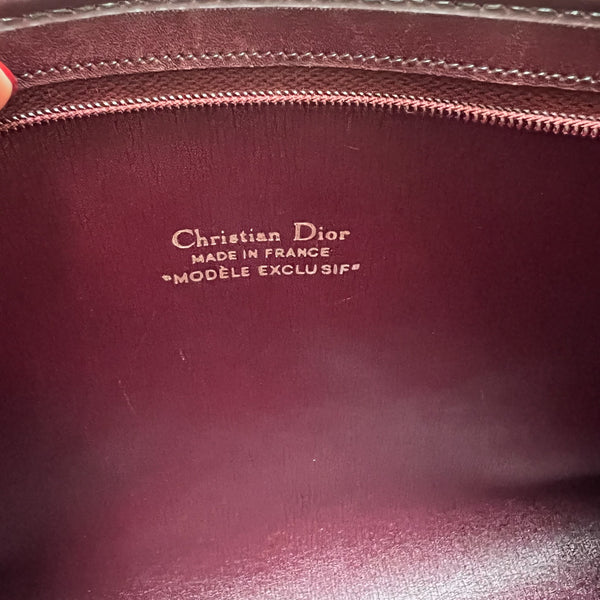 Christian Dior
MADE IN FRANCE
"MODÈLE EXCLUSIF"